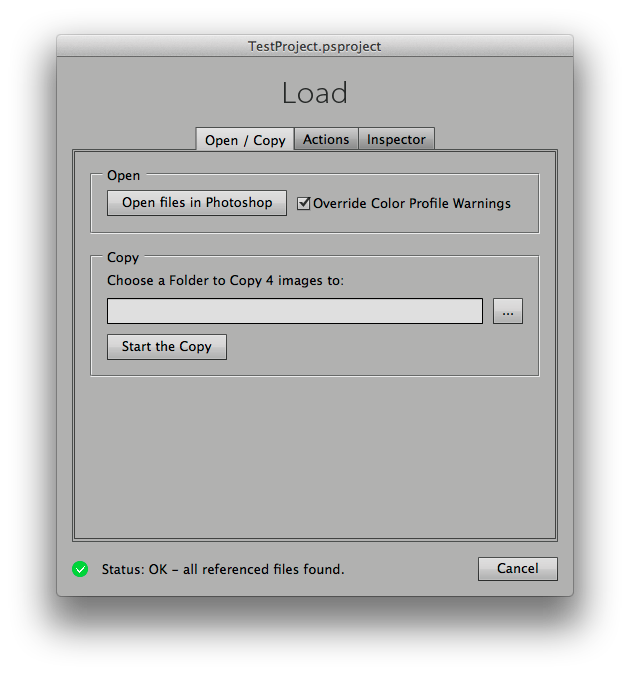 TestProject.psproject
Load
Open / Copy Actions Inspector
Open
Open files in Photoshop Override Color Profile Warnings
Copy
Choose a Folder to Copy 4 images to:
...
Start the Copy
Status: OK – all referenced files found. Cancel